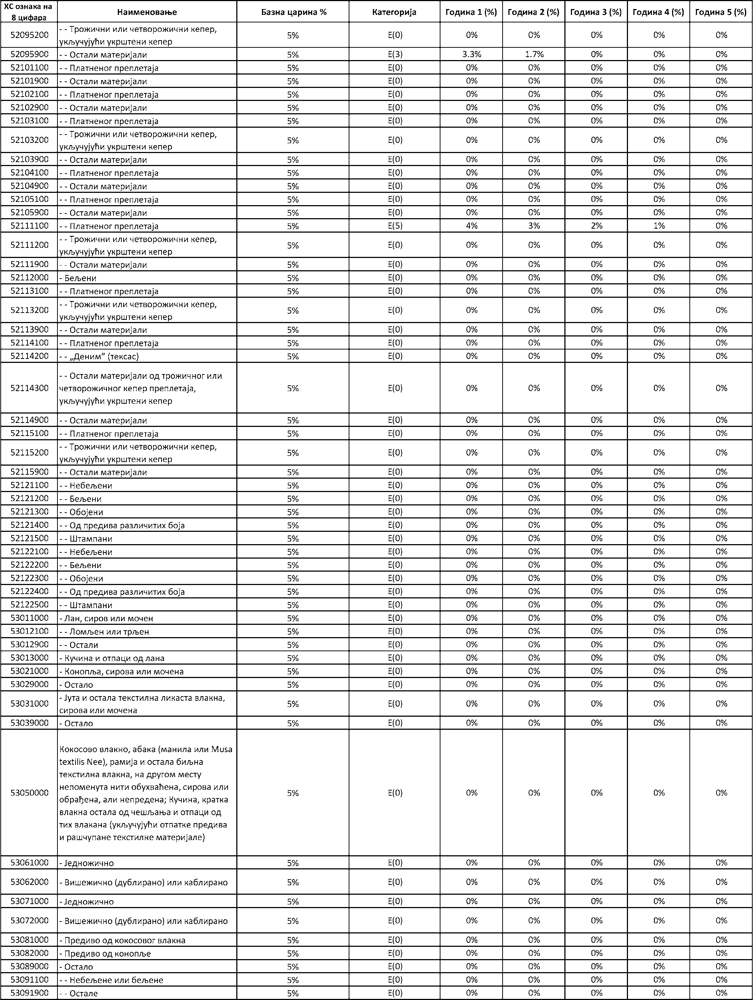 ХС ознака на 8 цифара Наименовање Базна царина % Категорија Година 1 (%) Година 2 (%) Година 3 (%) Година 4 (%) Година 5 (%)
52095200 - - Трожични или четворожични кепер, укључујући укрштени кепер 5% E(0) 0% 0% 0% 0% 0%
52095900 - - Остали материјали 5% E(3) 3.3% 1.7% 0% 0% 0%
52101100 - - Платненог преплетаја 5% E(0) 0% 0% 0% 0% 0%
52101900 - - Остали материјали 5% E(0) 0% 0% 0% 0% 0%
52102100 - - Платненог преплетаја 5% E(0) 0% 0% 0% 0% 0%
52102900 - - Остали материјали 5% E(0) 0% 0% 0% 0% 0%
52103100 - - Платненог преплетаја 5% E(0) 0% 0% 0% 0% 0%
52103200 - - Трожични или четворожични кепер, укључујући укрштени кепер 5% E(0) 0% 0% 0% 0% 0%
52103900 - - Остали материјали 5% E(0) 0% 0% 0% 0% 0%
52104100 - - Платненог преплетаја 5% E(0) 0% 0% 0% 0% 0%
52104900 - - Остали материјали 5% E(0) 0% 0% 0% 0% 0%
52105100 - - Платненог преплетаја 5% E(0) 0% 0% 0% 0% 0%
52105900 - - Остали материјали 5% E(0) 0% 0% 0% 0% 0%
52111100 - - Платненог преплетаја 5% E(5) 4% 3% 2% 1% 0%
52111200 - - Трожични или четворожични кепер, укључујући укрштени кепер 5% E(0) 0% 0% 0% 0% 0%
52111900 - - Остали материјали 5% E(0) 0% 0% 0% 0% 0%
52112000 - Бељени 5% E(0) 0% 0% 0% 0% 0%
52113100 - - Платненог преплетаја 5% E(0) 0% 0% 0% 0% 0%
52113200 - - Трожични или четворожични кепер, укључујући укрштени кепер 5% E(0) 0% 0% 0% 0% 0%
52113900 - - Остали материјали 5% E(0) 0% 0% 0% 0% 0%
52114100 - - Платненог преплетаја 5% E(0) 0% 0% 0% 0% 0%
52114200 - - „Деним” (тексас) 5% E(0) 0% 0% 0% 0% 0%
52114300 - - Остали материјали од трожичног или четворожичног кепер преплетаја, укључујући укрштени кепер 5% E(0) 0% 0% 0% 0% 0%
52114900 - - Остали материјали 5% E(0) 0% 0% 0% 0% 0%
52115100 - - Платненог преплетаја 5% E(0) 0% 0% 0% 0% 0%
52115200 - - Трожични или четворожични кепер, укључујући укрштени кепер 5% E(0) 0% 0% 0% 0% 0%
52115900 - - Остали материјали 5% E(0) 0% 0% 0% 0% 0%
52121100 - - Небељени 5% E(0) 0% 0% 0% 0% 0%
52121200 - - Бељени 5% E(0) 0% 0% 0% 0% 0%
52121300 - - Обојени 5% E(0) 0% 0% 0% 0% 0%
52121400 - - Од предива различитих боја 5% E(0) 0% 0% 0% 0% 0%
52121500 - - Штампани 5% E(0) 0% 0% 0% 0% 0%
52122100 - - Небељени 5% E(0) 0% 0% 0% 0% 0%
52122200 - - Бељени 5% E(0) 0% 0% 0% 0% 0%
52122300 - - Обојени 5% E(0) 0% 0% 0% 0% 0%
52122400 - - Од предива различитих боја 5% E(0) 0% 0% 0% 0% 0%
52122500 - - Штампани 5% E(0) 0% 0% 0% 0% 0%
53011000 - Лан, сиров или мочен 5% E(0) 0% 0% 0% 0% 0%
53012100 - - Ломљен или трљен 5% E(0) 0% 0% 0% 0% 0%
53012900 - - Остали 5% E(0) 0% 0% 0% 0% 0%
53013000 - Кучина и отпаци од лана 5% E(0) 0% 0% 0% 0% 0%
53021000 - Конопља, сирова или мочена 5% E(0) 0% 0% 0% 0% 0%
53029000 - Остало 5% E(0) 0% 0% 0% 0% 0%
53031000 - Јута и остала текстилна ликаста влакна, сирова или мочена 5% E(0) 0% 0% 0% 0% 0%
53039000 - Остало 5% E(0) 0% 0% 0% 0% 0%
53050000 Кокосово влакно, абака (манила или Musa textilis Nee), рамија и остала биљна текстилна влакна, на другом месту непоменута нити обухваћена, сирова или обрађена, али непредена; Кучина, кратка влакна остала од чешљања и отпаци од тих влакана (укључујући отпатке предива и рашчупане текстилне материјале) 5% E(0) 0% 0% 0% 0% 0%
53061000 - Једножично 5% E(0) 0% 0% 0% 0% 0%
53062000 - Вишежично (дублирано) или каблирано 5% E(0) 0% 0% 0% 0% 0%
53071000 - Једножично 5% E(0) 0% 0% 0% 0% 0%
53072000 - Вишежично (дублирано) или каблирано 5% E(0) 0% 0% 0% 0% 0%
53081000 - Предиво од кокосовог влакна 5% E(0) 0% 0% 0% 0% 0%
53082000 - Предиво од конопље 5% E(0) 0% 0% 0% 0% 0%
53089000 - Остало 5% E(0) 0% 0% 0% 0% 0%
53091100 - - Небељене или бељене 5% E(0) 0% 0% 0% 0% 0%
53091900 - - Остале 5% E(0) 0% 0% 0% 0% 0%